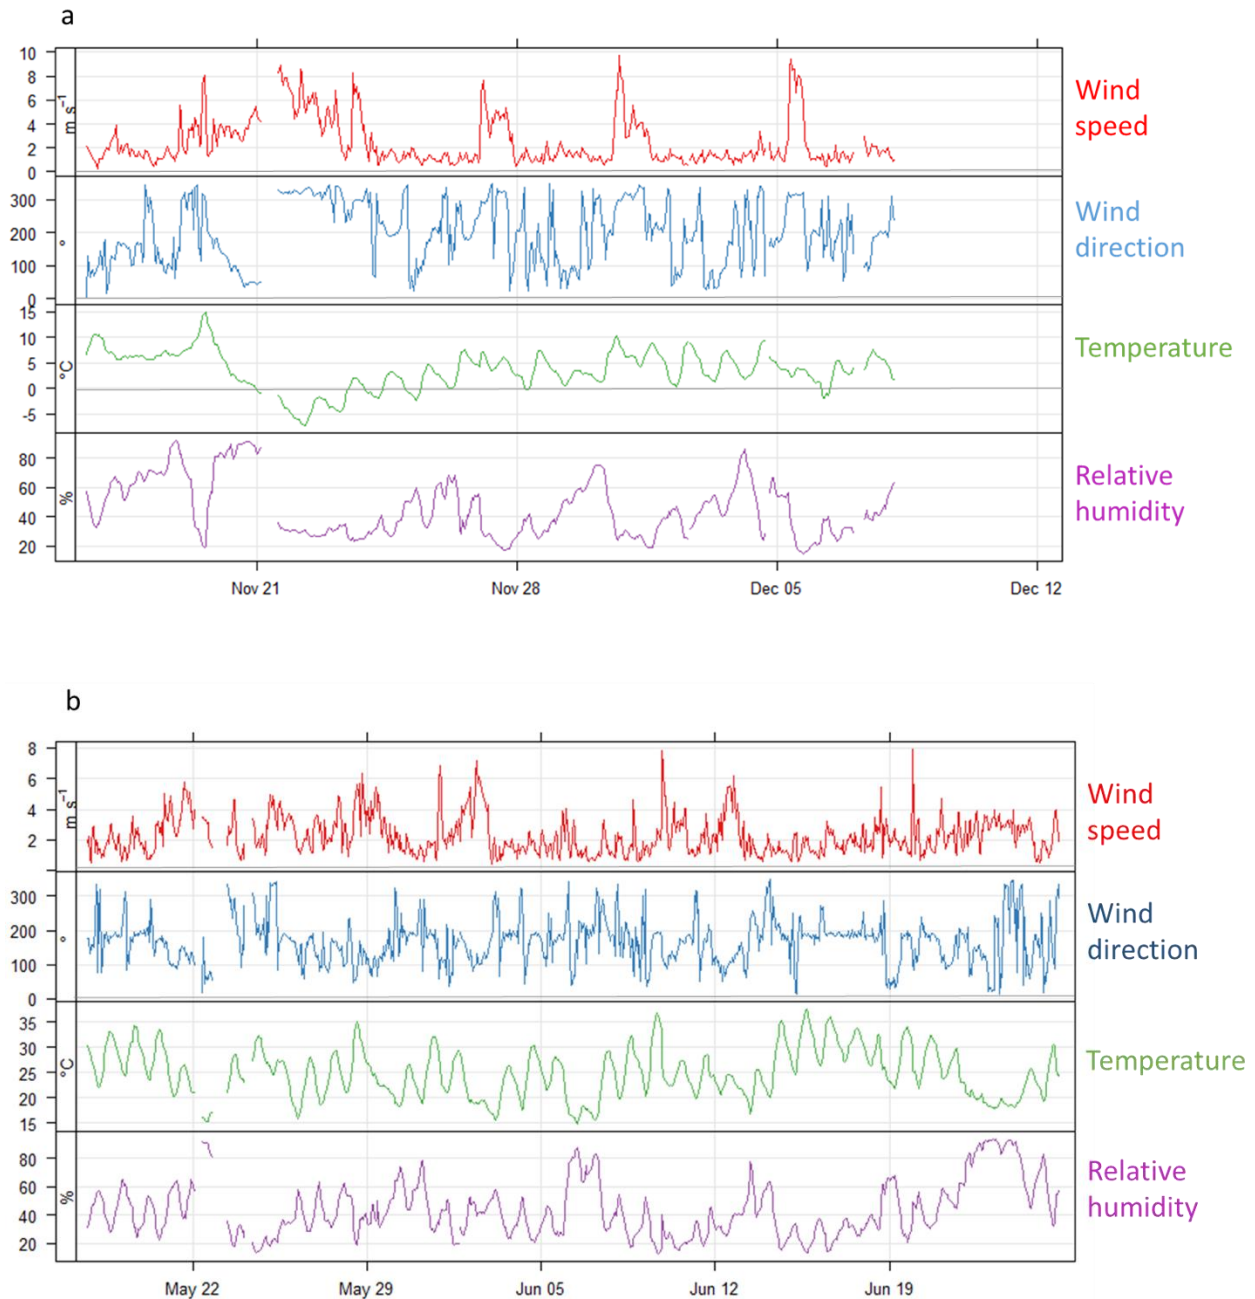 a
10
8
6
4
2
0
m s⁻¹
Wind
speed
300
200
100
0
°
Wind
direction
15
10
5
0
-5
°C
Temperature
80
60
40
20
%
Relative
humidity
Nov 21
Nov 28
Dec 05
Dec 12
b
8
6
4
2
m s⁻¹
Wind
speed
300
200
100
0
°
Wind
direction
35
30
25
20
15
°C
Temperature
80
60
40
20
%
Relative
humidity
May 22
May 29
Jun 05
Jun 12
Jun 19